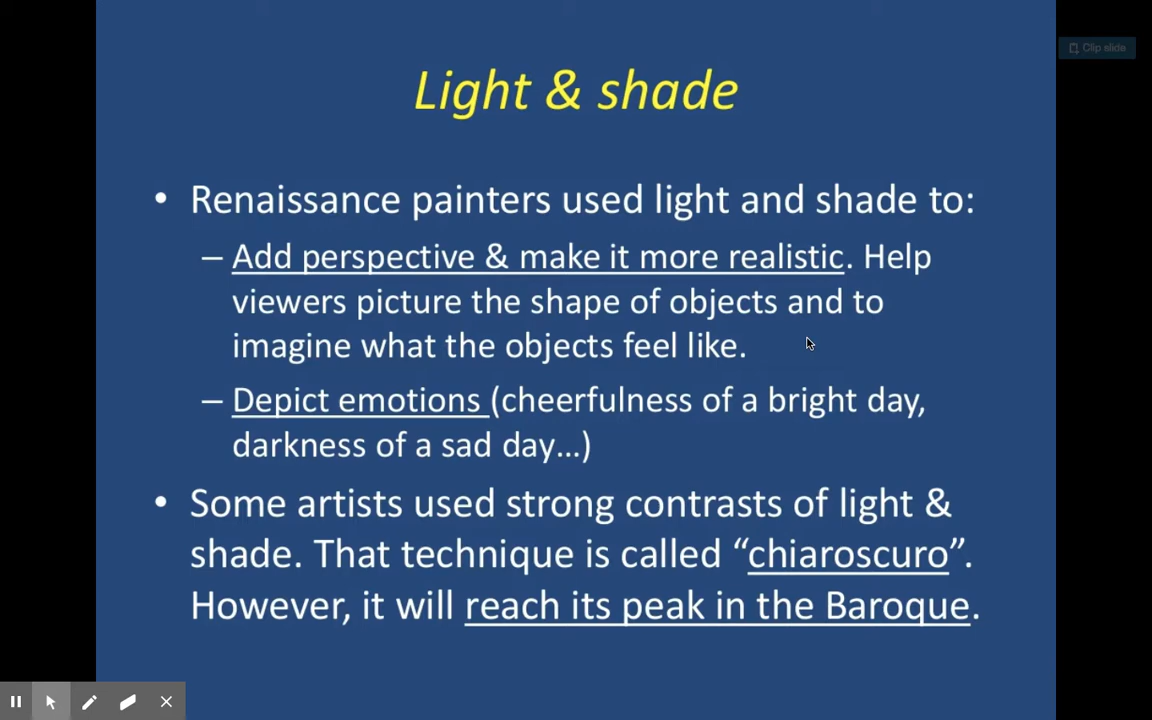 Clip slide
Light & shade
• Renaissance painters used light and shade to:
– Add perspective & make it more realistic. Help
viewers picture the shape of objects and to
imagine what the objects feel like.
– Depict emotions (cheerfulness of a bright day,
darkness of a sad day…)
• Some artists used strong contrasts of light &
shade. That technique is called “chiaroscuro”.
However, it will reach its peak in the Baroque.